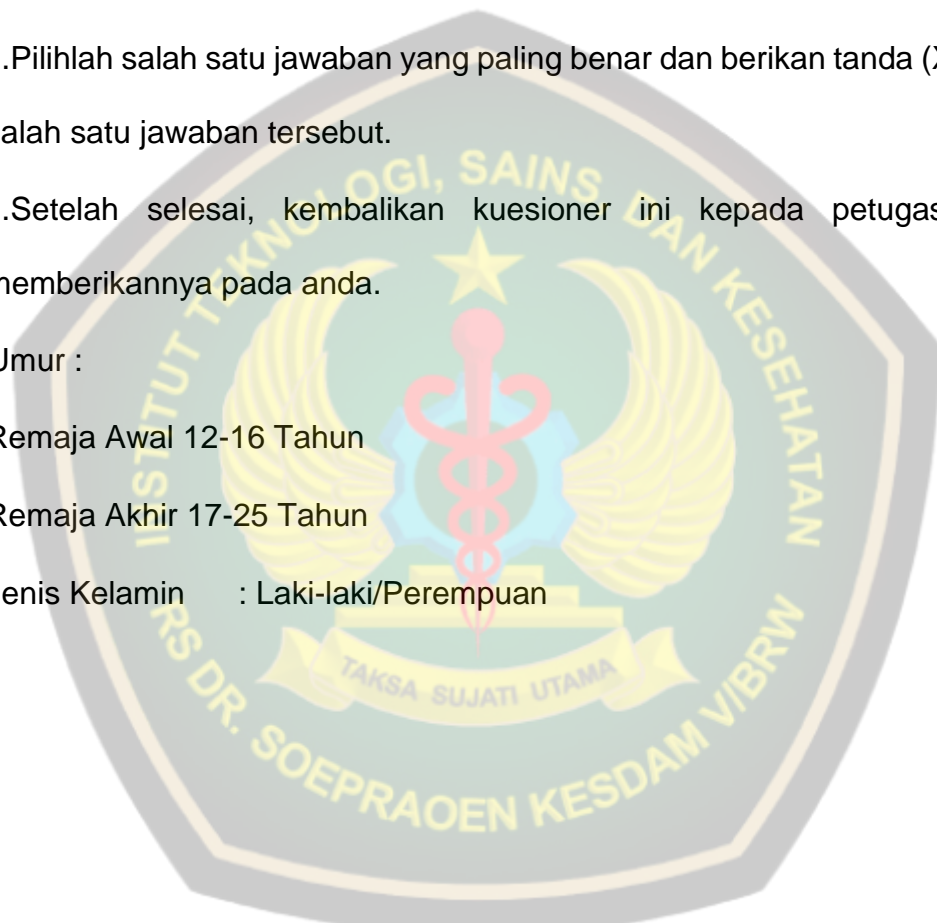 .Pilihlah salah satu jawaban yang paling benar dan berikan tanda (X
alah satu jawaban tersebut.
.Setelah selesai, kembalikan kuesioner ini kepada petugas
memberikannya pada anda.
Umur :
Remaja Awal 12-16 Tahun
Remaja Akhir 17-25 Tahun
enis Kelamin : Laki-laki/Perempuan
INSTITUT TEKNOLOGI, SAINS, DAN KESEHATAN
TAKSA SUJATI UTAMA
RS DR. SOEPRAOEN KESDAM V/BRW